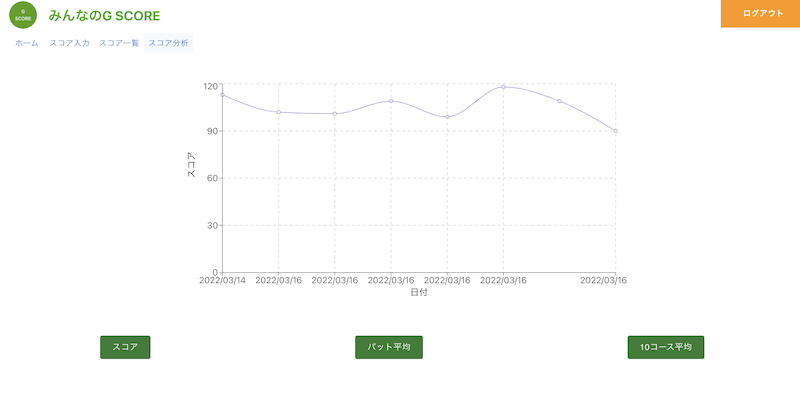 G
SCORE
みんなのG SCORE
ログアウト
ホーム スコア入力 スコア一覧 スコア分析
120
90
60
30
0
スコア
2022/03/14 2022/03/16 2022/03/16 2022/03/16 2022/03/16 2022/03/16 2022/03/16
日付
スコア パット平均 10コース平均